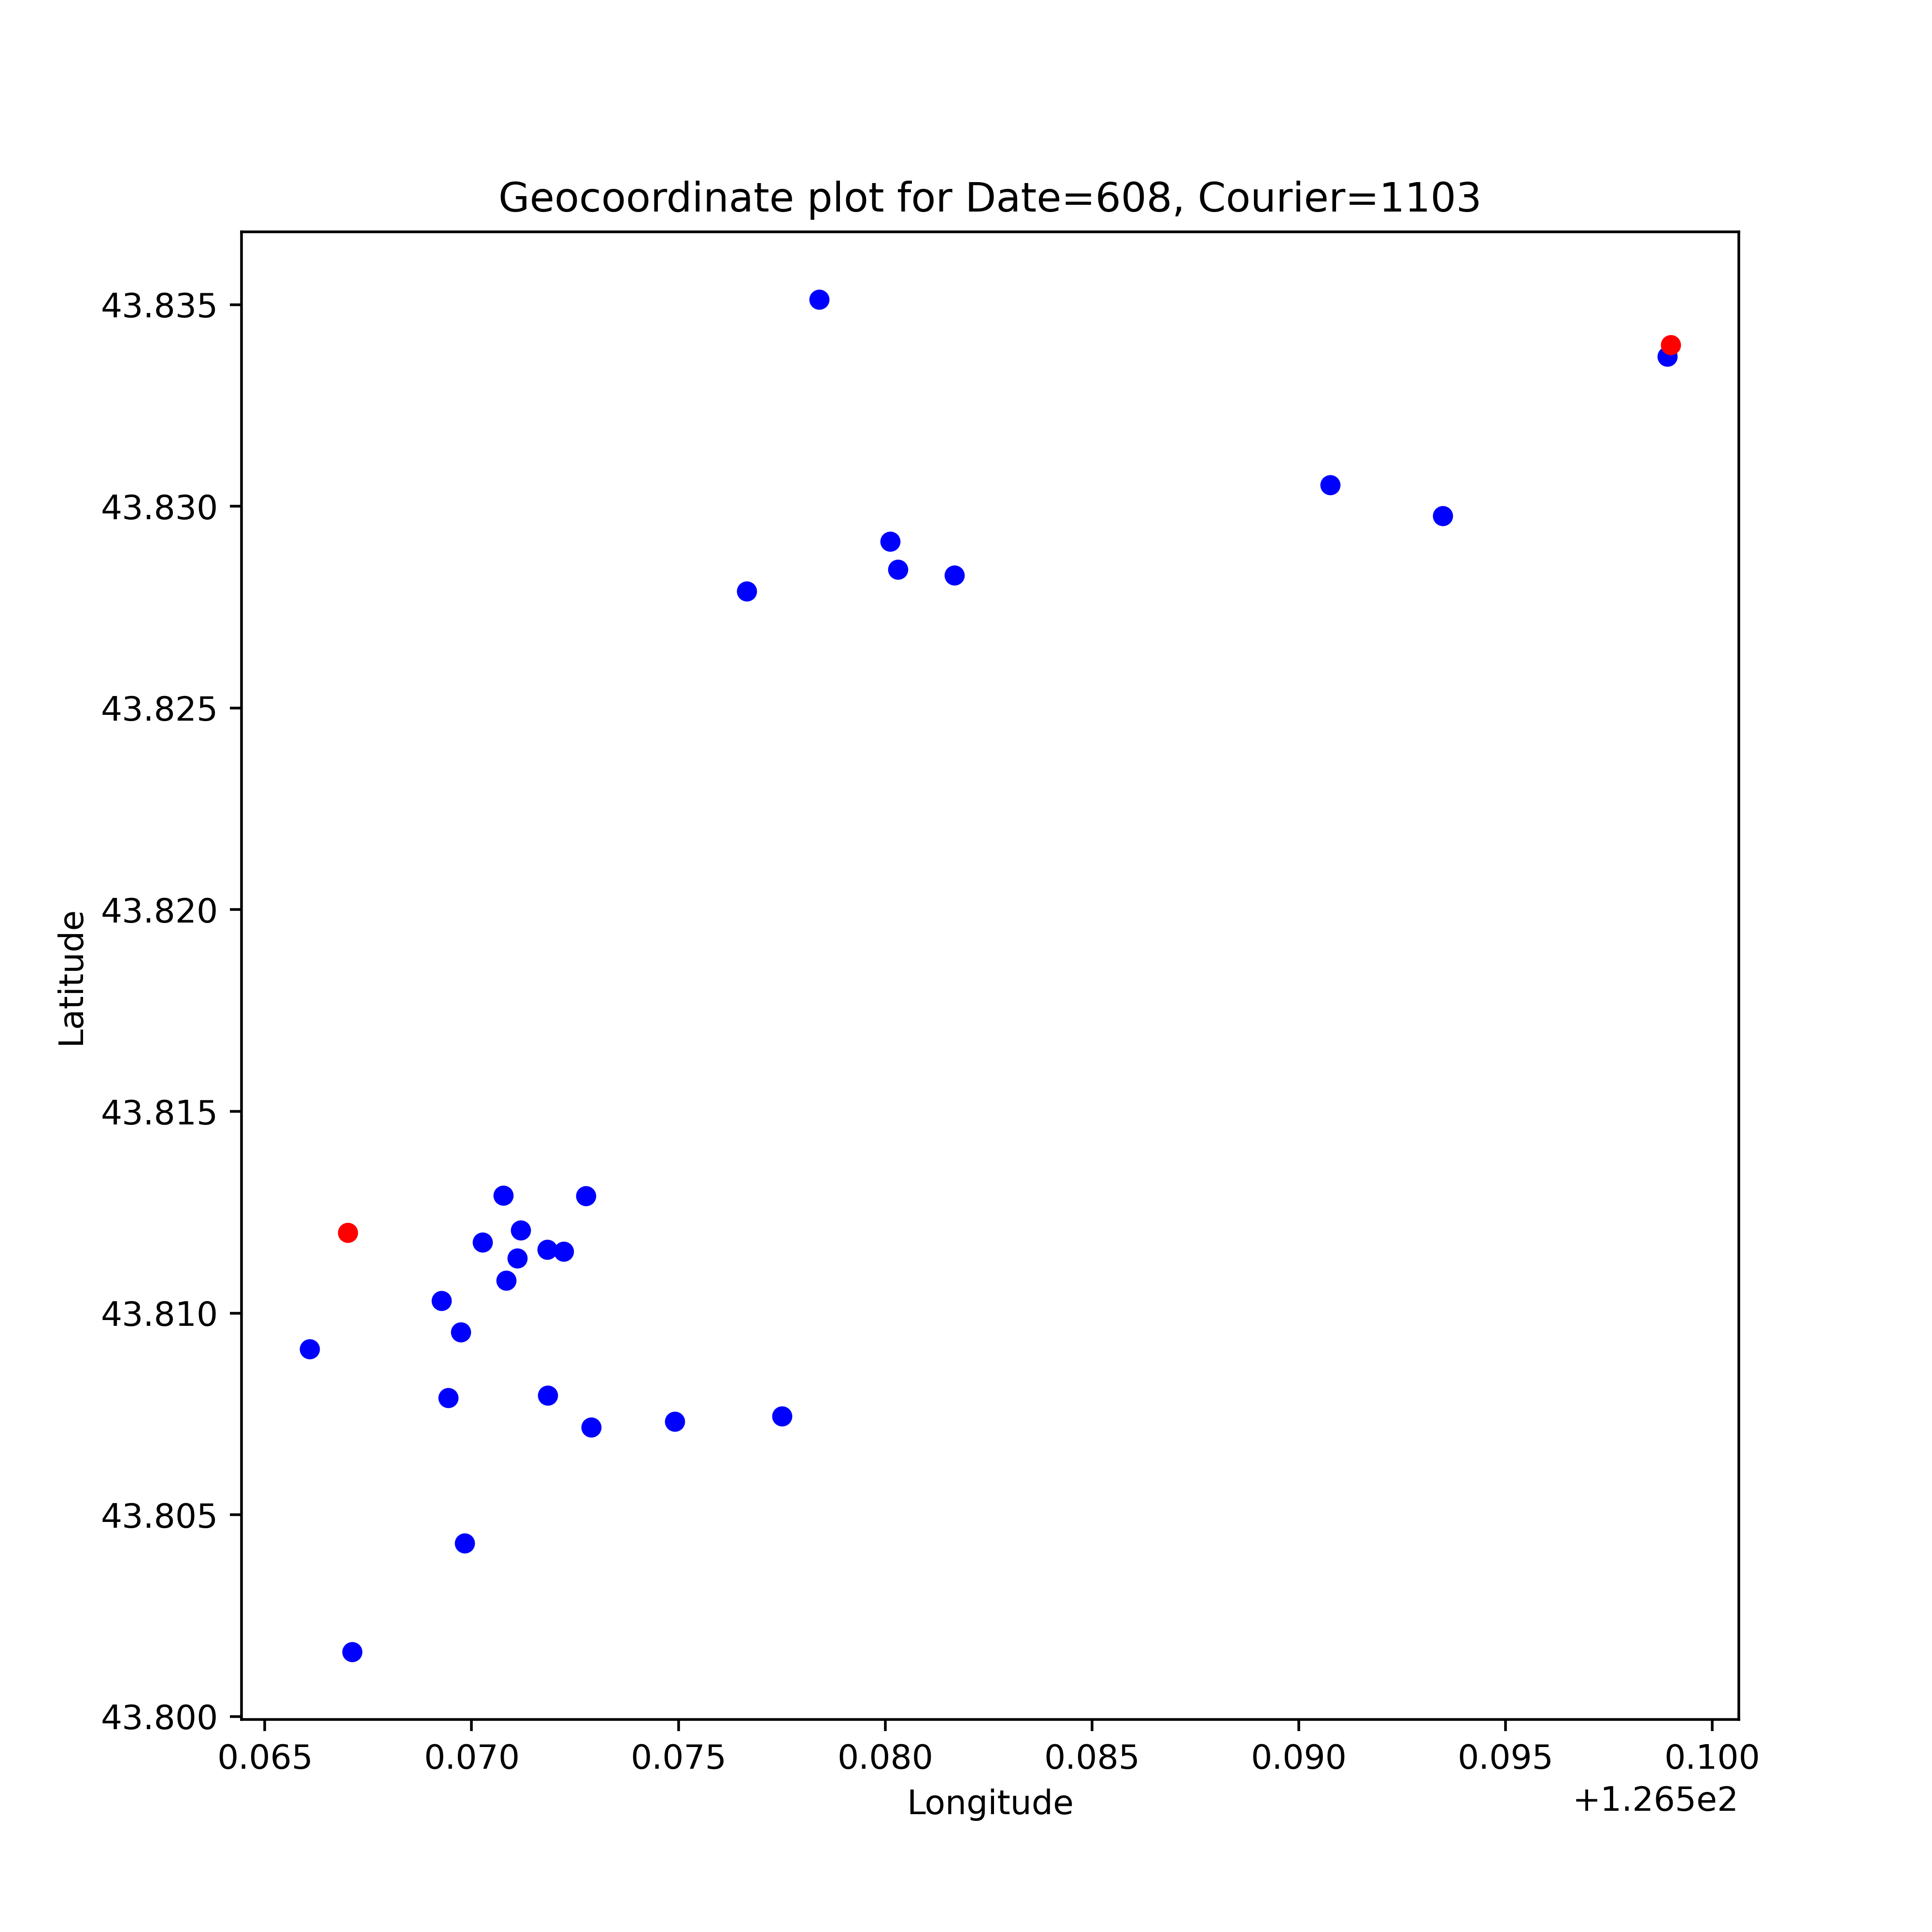 Geocoordinate plot for Date=608, Courier=1103
43.835
43.830
43.825
43.820
43.815
43.810
43.805
43.800
Latitude
0.065 0.070 0.075 0.080 0.085 0.090 0.095 0.100
+1.265e2
Longitude